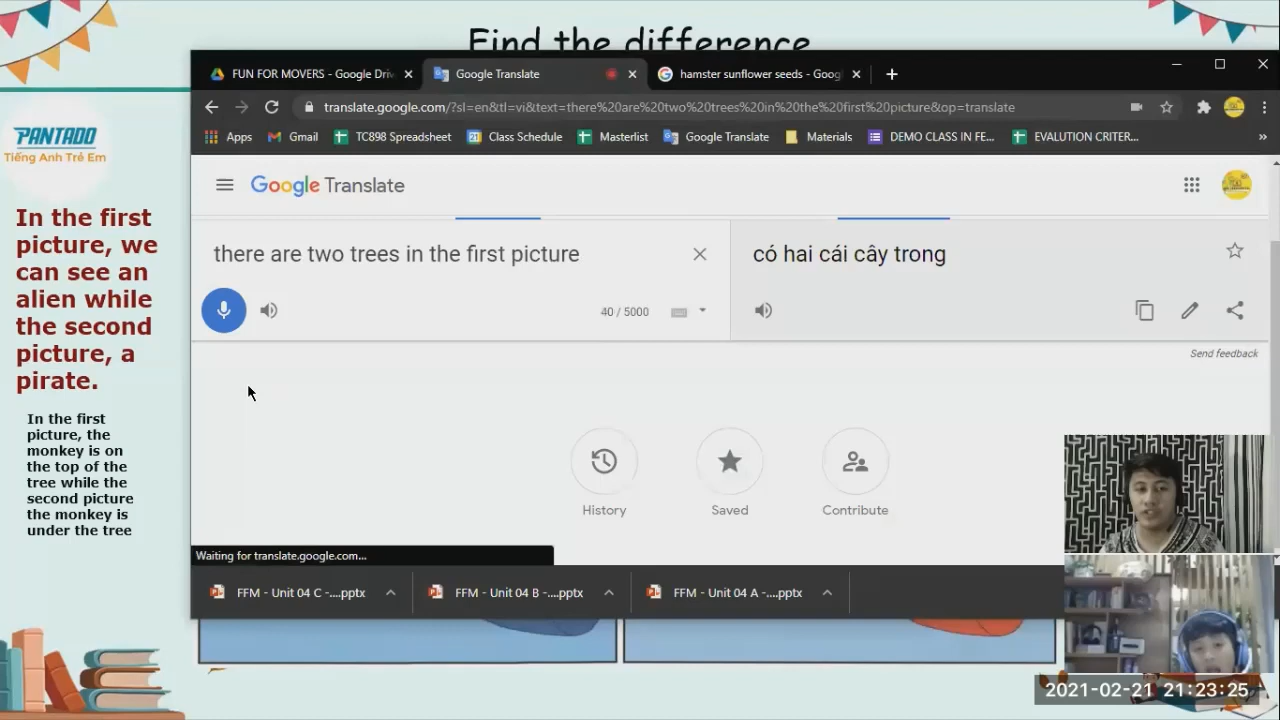 Find the difference
FUN FOR MOVERS - Google Driv
Google Translate
hamster sunflower seeds - Goog
translate.google.com/?sl=en&tl=vi&text=there%20are%20two%20trees%20in%20the%20first%20picture&op=translate
Apps
Gmail
TC898 Spreadsheet
Class Schedule
Masterlist
Google Translate
Materials
DEMO CLASS IN FE...
EVALUTION CRITER...
»
PANTADO
Tiếng Anh Trẻ Em
Google Translate
In the first
picture, we
can see an
alien while
the second
picture, a
pirate.
In the first
picture, the
monkey is on
the top of the
tree while the
second picture
the monkey is
under the tree
there are two trees in the first picture
có hai cái cây trong
40 / 5000
Send feedback
History
Saved
Contribute
Waiting for translate.google.com...
FFM - Unit 04 C -....pptx
FFM - Unit 04 B -....pptx
FFM - Unit 04 A -....pptx
2021-02-21 21:23:25